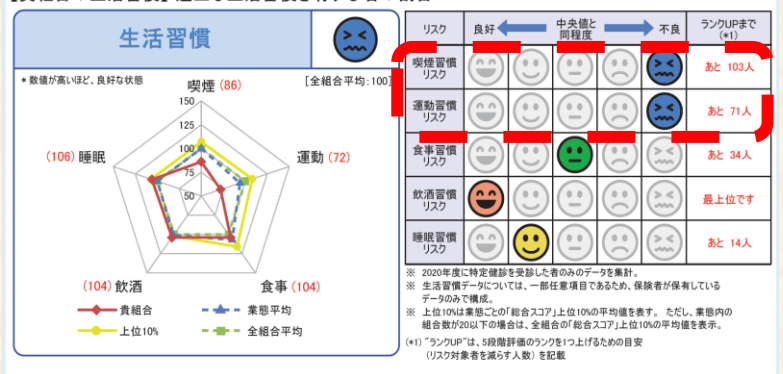 生活習慣
* 数値が高いほど、良好な状態
[全組合平均:100]
喫煙 (86)
150
125
100
75
50
(106) 睡眠
運動 (72)
(104) 飲酒
食事 (104)
貴組合
業態平均
上位10%
全組合平均
リスク
良好
中央値と
同程度
不良
ランクUPまで
(*1)
喫煙習慣
リスク
あと 103人
運動習慣
リスク
あと 71人
食事習慣
リスク
あと 34人
飲酒習慣
リスク
最上位です
睡眠習慣
リスク
あと 14人
※ 2020年度に特定健診を受診した者のみのデータを集計。
※ 生活習慣データについては、一部任意項目であるため、保険者が保有している
データのみで構成。
※ 上位10%は業態ごとの「総合スコア」上位10%の平均値を表す。 ただし、業態内の
組合数が20以下の場合は、全組合の「総合スコア」上位10%の平均値を表示。
(*1) "ランクUP"は、5段階評価のランクを1つ上げるための目安
(リスク対象者を減らす人数) を記載